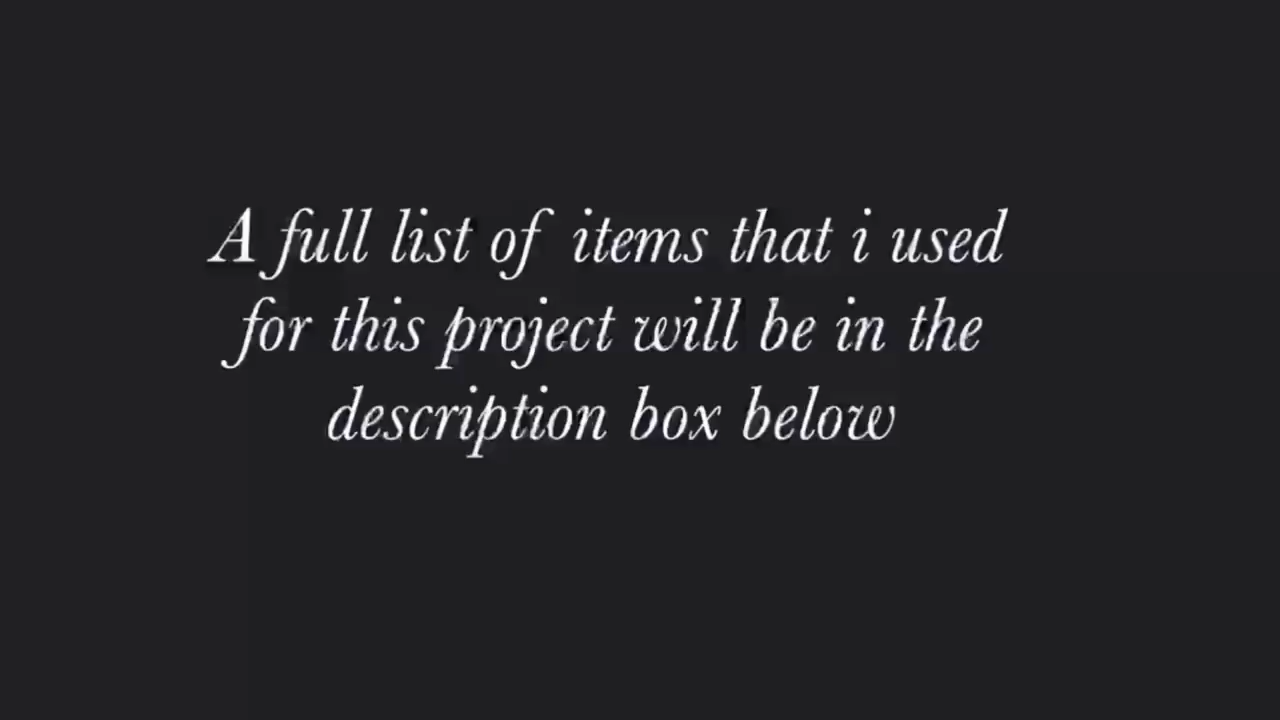 A full list of items that i used
for this project will be in the
description box below